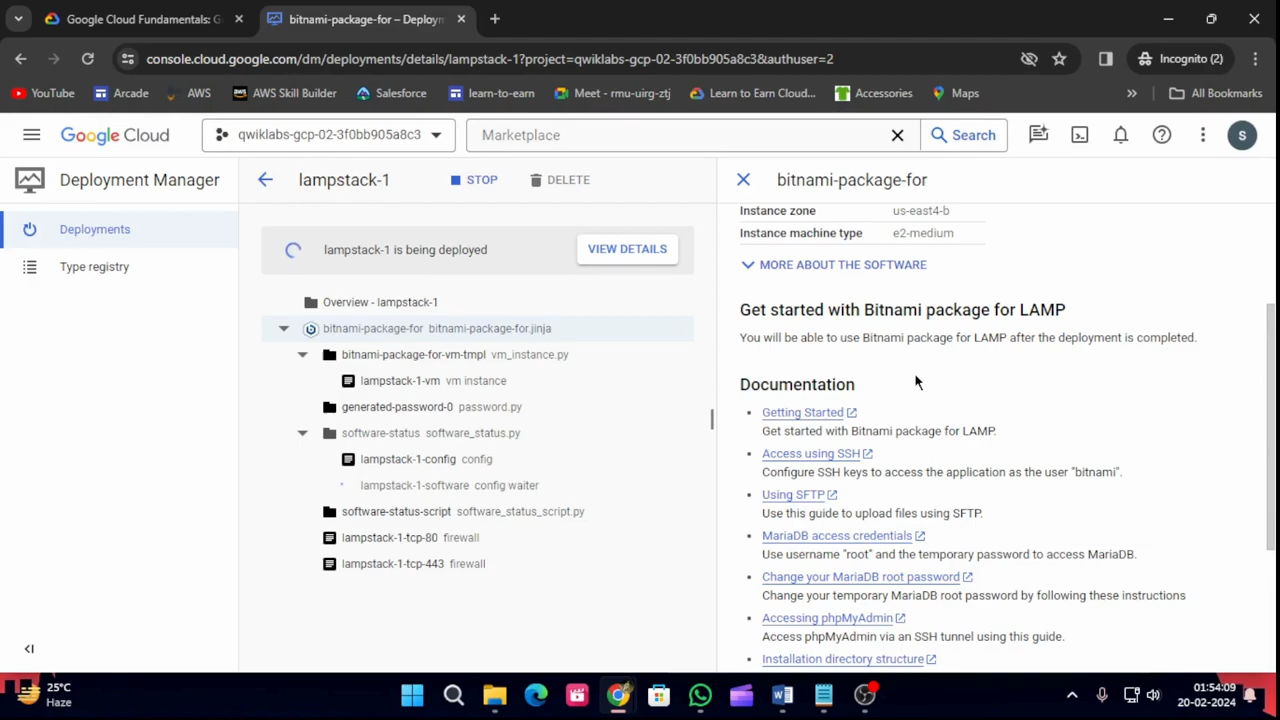 Google Cloud Fundamentals: G
bitnami-package-for – Deploym
console.cloud.google.com/dm/deployments/details/lampstack-1?project=qwiklabs-gcp-02-3f0bb905a8c3&authuser=2
Incognito (2)
YouTube
Arcade
AWS
AWS Skill Builder
Salesforce
learn-to-earn
Meet - rmu-uirg-ztj
Learn to Earn Cloud...
Accessories
Maps
All Bookmarks
Google Cloud
qwiklabs-gcp-02-3f0bb905a8c3
Marketplace
Search
S
Deployment Manager
Deployments
Type registry
lampstack-1
STOP
DELETE
lampstack-1 is being deployed
VIEW DETAILS
Overview - lampstack-1
bitnami-package-for bitnami-package-for.jinja
bitnami-package-for-vm-tmpl vm_instance.py
lampstack-1-vm vm instance
generated-password-0 password.py
software-status software_status.py
lampstack-1-config config
lampstack-1-software config waiter
software-status-script software_status_script.py
lampstack-1-tcp-80 firewall
lampstack-1-tcp-443 firewall
bitnami-package-for
Instance zone us-east4-b
Instance machine type e2-medium
MORE ABOUT THE SOFTWARE
Get started with Bitnami package for LAMP
You will be able to use Bitnami package for LAMP after the deployment is completed.
Documentation
Getting Started
Get started with Bitnami package for LAMP.
Access using SSH
Configure SSH keys to access the application as the user "bitnami".
Using SFTP
Use this guide to upload files using SFTP.
MariaDB access credentials
Use username "root" and the temporary password to access MariaDB.
Change your MariaDB root password
Change your temporary MariaDB root password by following these instructions
Accessing phpMyAdmin
Access phpMyAdmin via an SSH tunnel using this guide.
Installation directory structure
25°C
Haze
01:54:09
20-02-2024